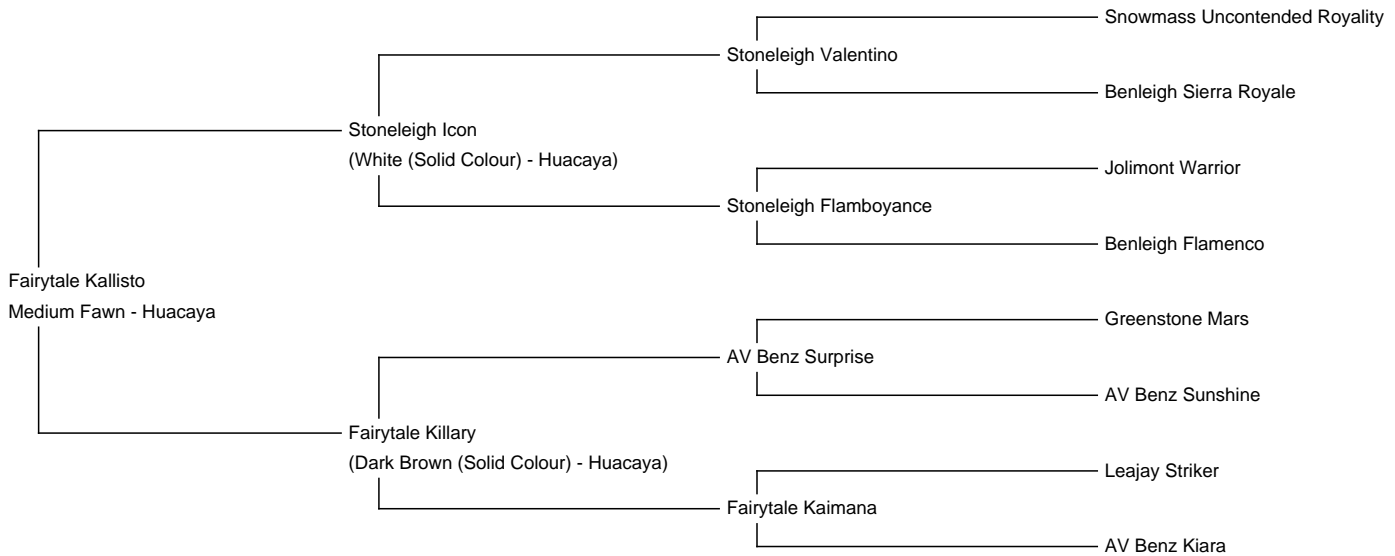 Snowmass Uncontended Royality
Stoneleigh Valentino
Benleigh Sierra Royale
Stoneleigh Icon
(White (Solid Colour) - Huacaya)
Jolimont Warrior
Stoneleigh Flamboyance
Benleigh Flamenco
Fairytale Kallisto
Medium Fawn - Huacaya
Greenstone Mars
AV Benz Surprise
AV Benz Sunshine
Fairytale Killary
(Dark Brown (Solid Colour) - Huacaya)
Leajay Striker
Fairytale Kaimana
AV Benz Kiara